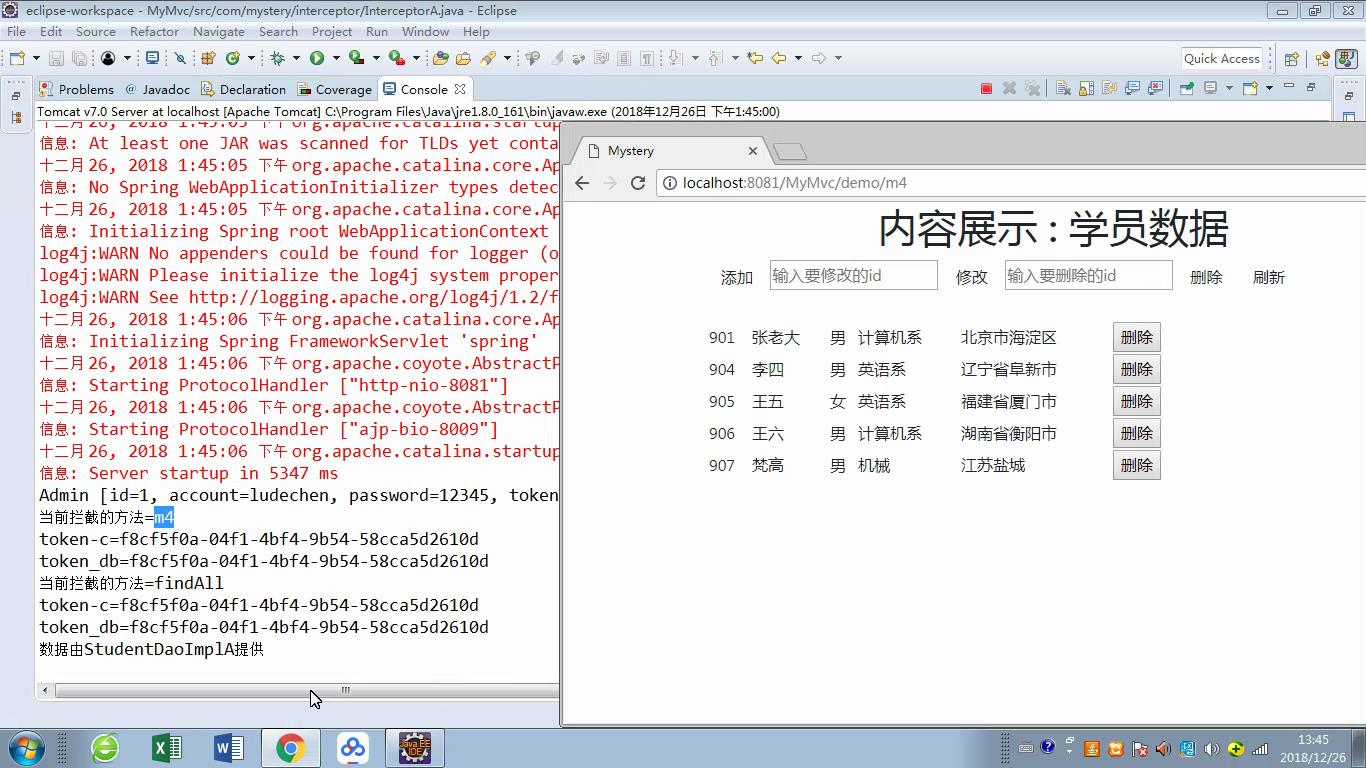 eclipse-workspace - MyMvc/src/com/mystery/interceptor/InterceptorA.java - Eclipse
File Edit Source Refactor Navigate Search Project Run Window Help
Quick Access
Problems @ Javadoc Declaration Coverage Console
Tomcat v7.0 Server at localhost [Apache Tomcat] C:\Program Files\Java\jre1.8.0_161\bin\javaw.exe (2018年12月26日 下午1:45:00)
十二月 26, 2018 1:45:05 下午 org.apache.catalina.startup
信息: At least one JAR was scanned for TLDs yet conta
十二月 26, 2018 1:45:05 下午 org.apache.catalina.core.Ap
信息: No Spring WebApplicationInitializer types detec
十二月 26, 2018 1:45:05 下午 org.apache.catalina.core.Ap
信息: Initializing Spring root WebApplicationContext
log4j:WARN No appenders could be found for logger (o
log4j:WARN Please initialize the log4j system proper
log4j:WARN See http://logging.apache.org/log4j/1.2/f
十二月 26, 2018 1:45:06 下午 org.apache.catalina.core.Ap
信息: Initializing Spring FrameworkServlet 'spring'
十二月 26, 2018 1:45:06 下午 org.apache.coyote.AbstractP
信息: Starting ProtocolHandler ["http-nio-8081"]
十二月 26, 2018 1:45:06 下午 org.apache.coyote.AbstractP
信息: Starting ProtocolHandler ["ajp-bio-8009"]
十二月 26, 2018 1:45:06 下午 org.apache.catalina.startup
信息: Server startup in 5347 ms
Admin [id=1, account=ludechen, password=12345, token
当前拦截的方法=m4
token-c=f8cf5f0a-04f1-4bf4-9b54-58cca5d2610d
token_db=f8cf5f0a-04f1-4bf4-9b54-58cca5d2610d
当前拦截的方法=findAll
token-c=f8cf5f0a-04f1-4bf4-9b54-58cca5d2610d
token_db=f8cf5f0a-04f1-4bf4-9b54-58cca5d2610d
数据由StudentDaoImplA提供
Mystery
localhost:8081/MyMvc/demo/m4
内容展示 : 学员数据
添加 输入要修改的id 修改 输入要删除的id 删除 刷新
901 张老大 男 计算机系 北京市海淀区 删除
904 李四 男 英语系 辽宁省阜新市 删除
905 王五 女 英语系 福建省厦门市 删除
906 王六 男 计算机系 湖南省衡阳市 删除
907 梵高 男 机械 江苏盐城 删除
Java EE IDE
13:45
2018/12/26